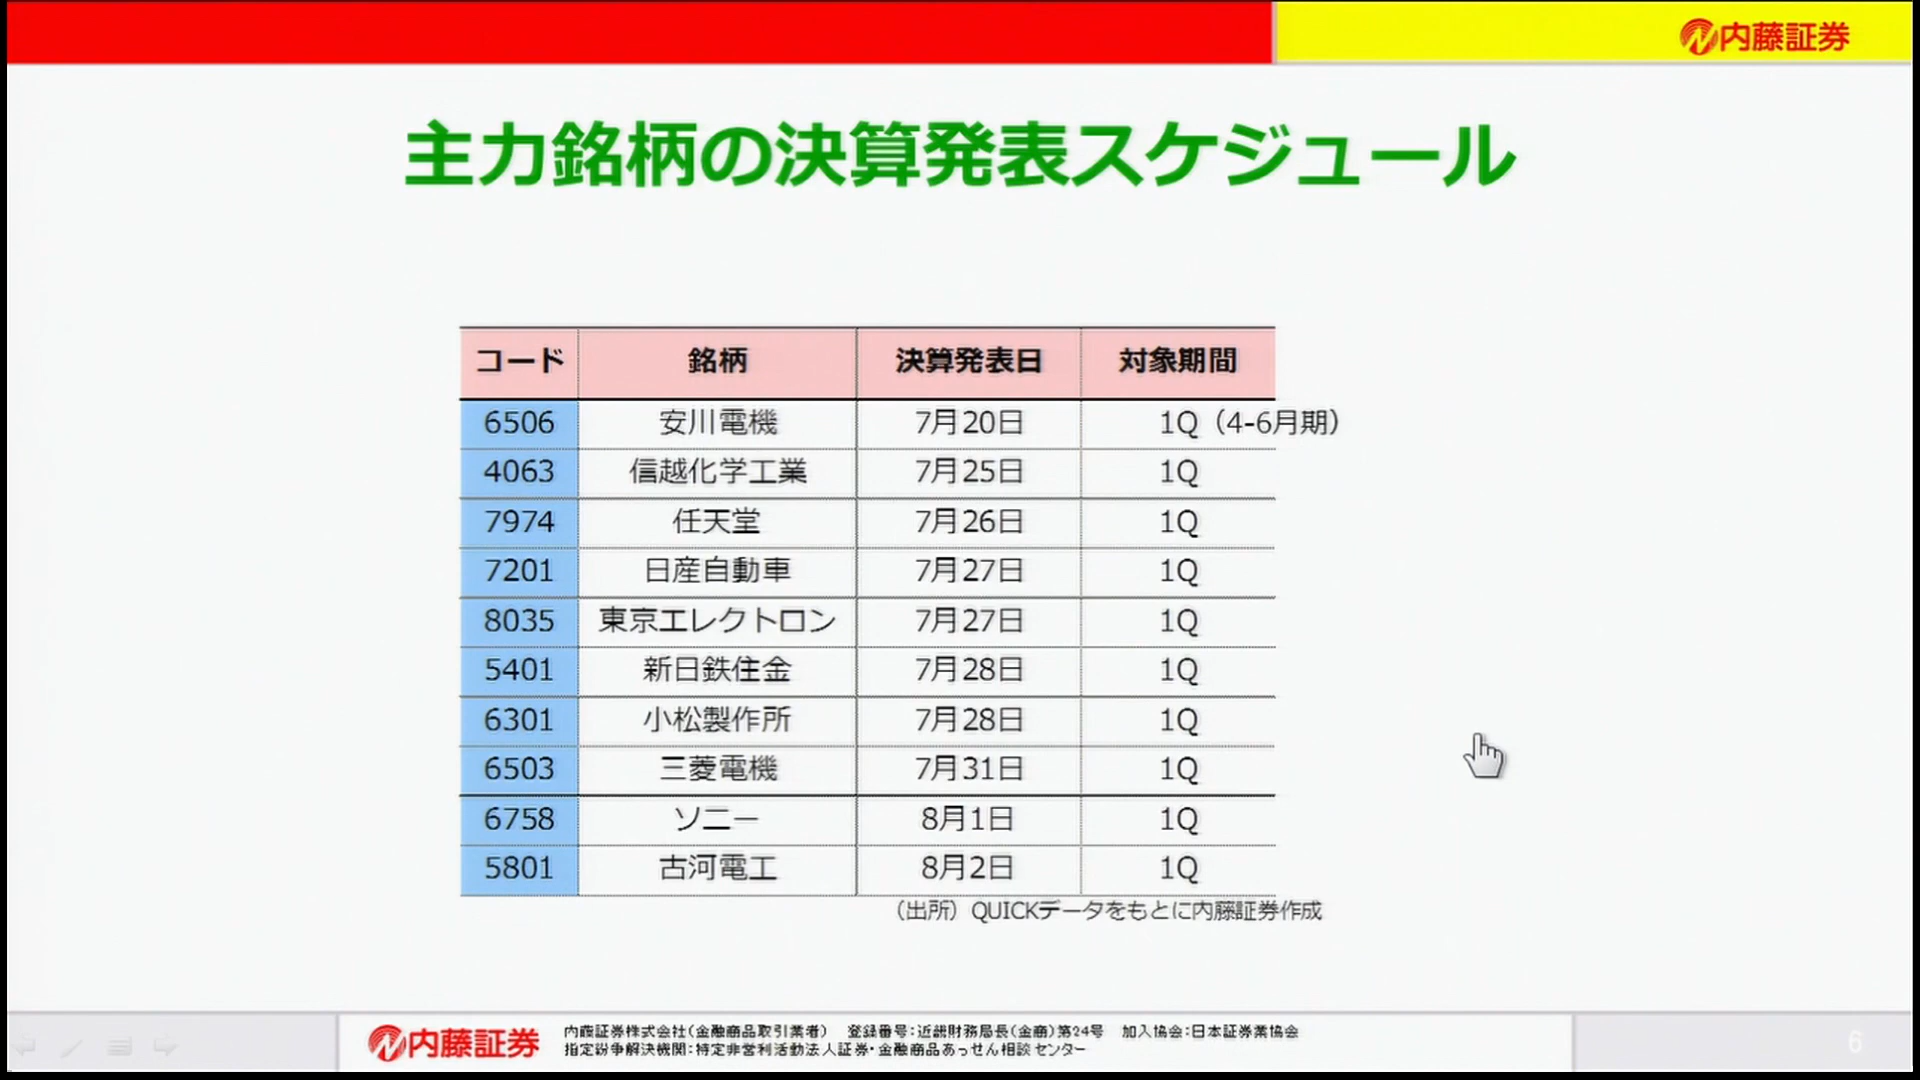 内藤証券
主力銘柄の決算発表スケジュール
コード 銘柄 決算発表日 対象期間
6506 安川電機 7月20日 1Q（4-6月期）
4063 信越化学工業 7月25日 1Q
7974 任天堂 7月26日 1Q
7201 日産自動車 7月27日 1Q
8035 東京エレクトロン 7月27日 1Q
5401 新日鉄住金 7月28日 1Q
6301 小松製作所 7月28日 1Q
6503 三菱電機 7月31日 1Q
6758 ソニー 8月1日 1Q
5801 古河電工 8月2日 1Q
（出所）QUICKデータをもとに内藤証券作成
内藤証券 内藤証券株式会社（金融商品取引業者） 登録番号：近畿財務局長（金商）第24号 加入協会：日本証券業協会
指定紛争解決機関：特定非営利活動法人証券・金融商品あっせん相談センター
6